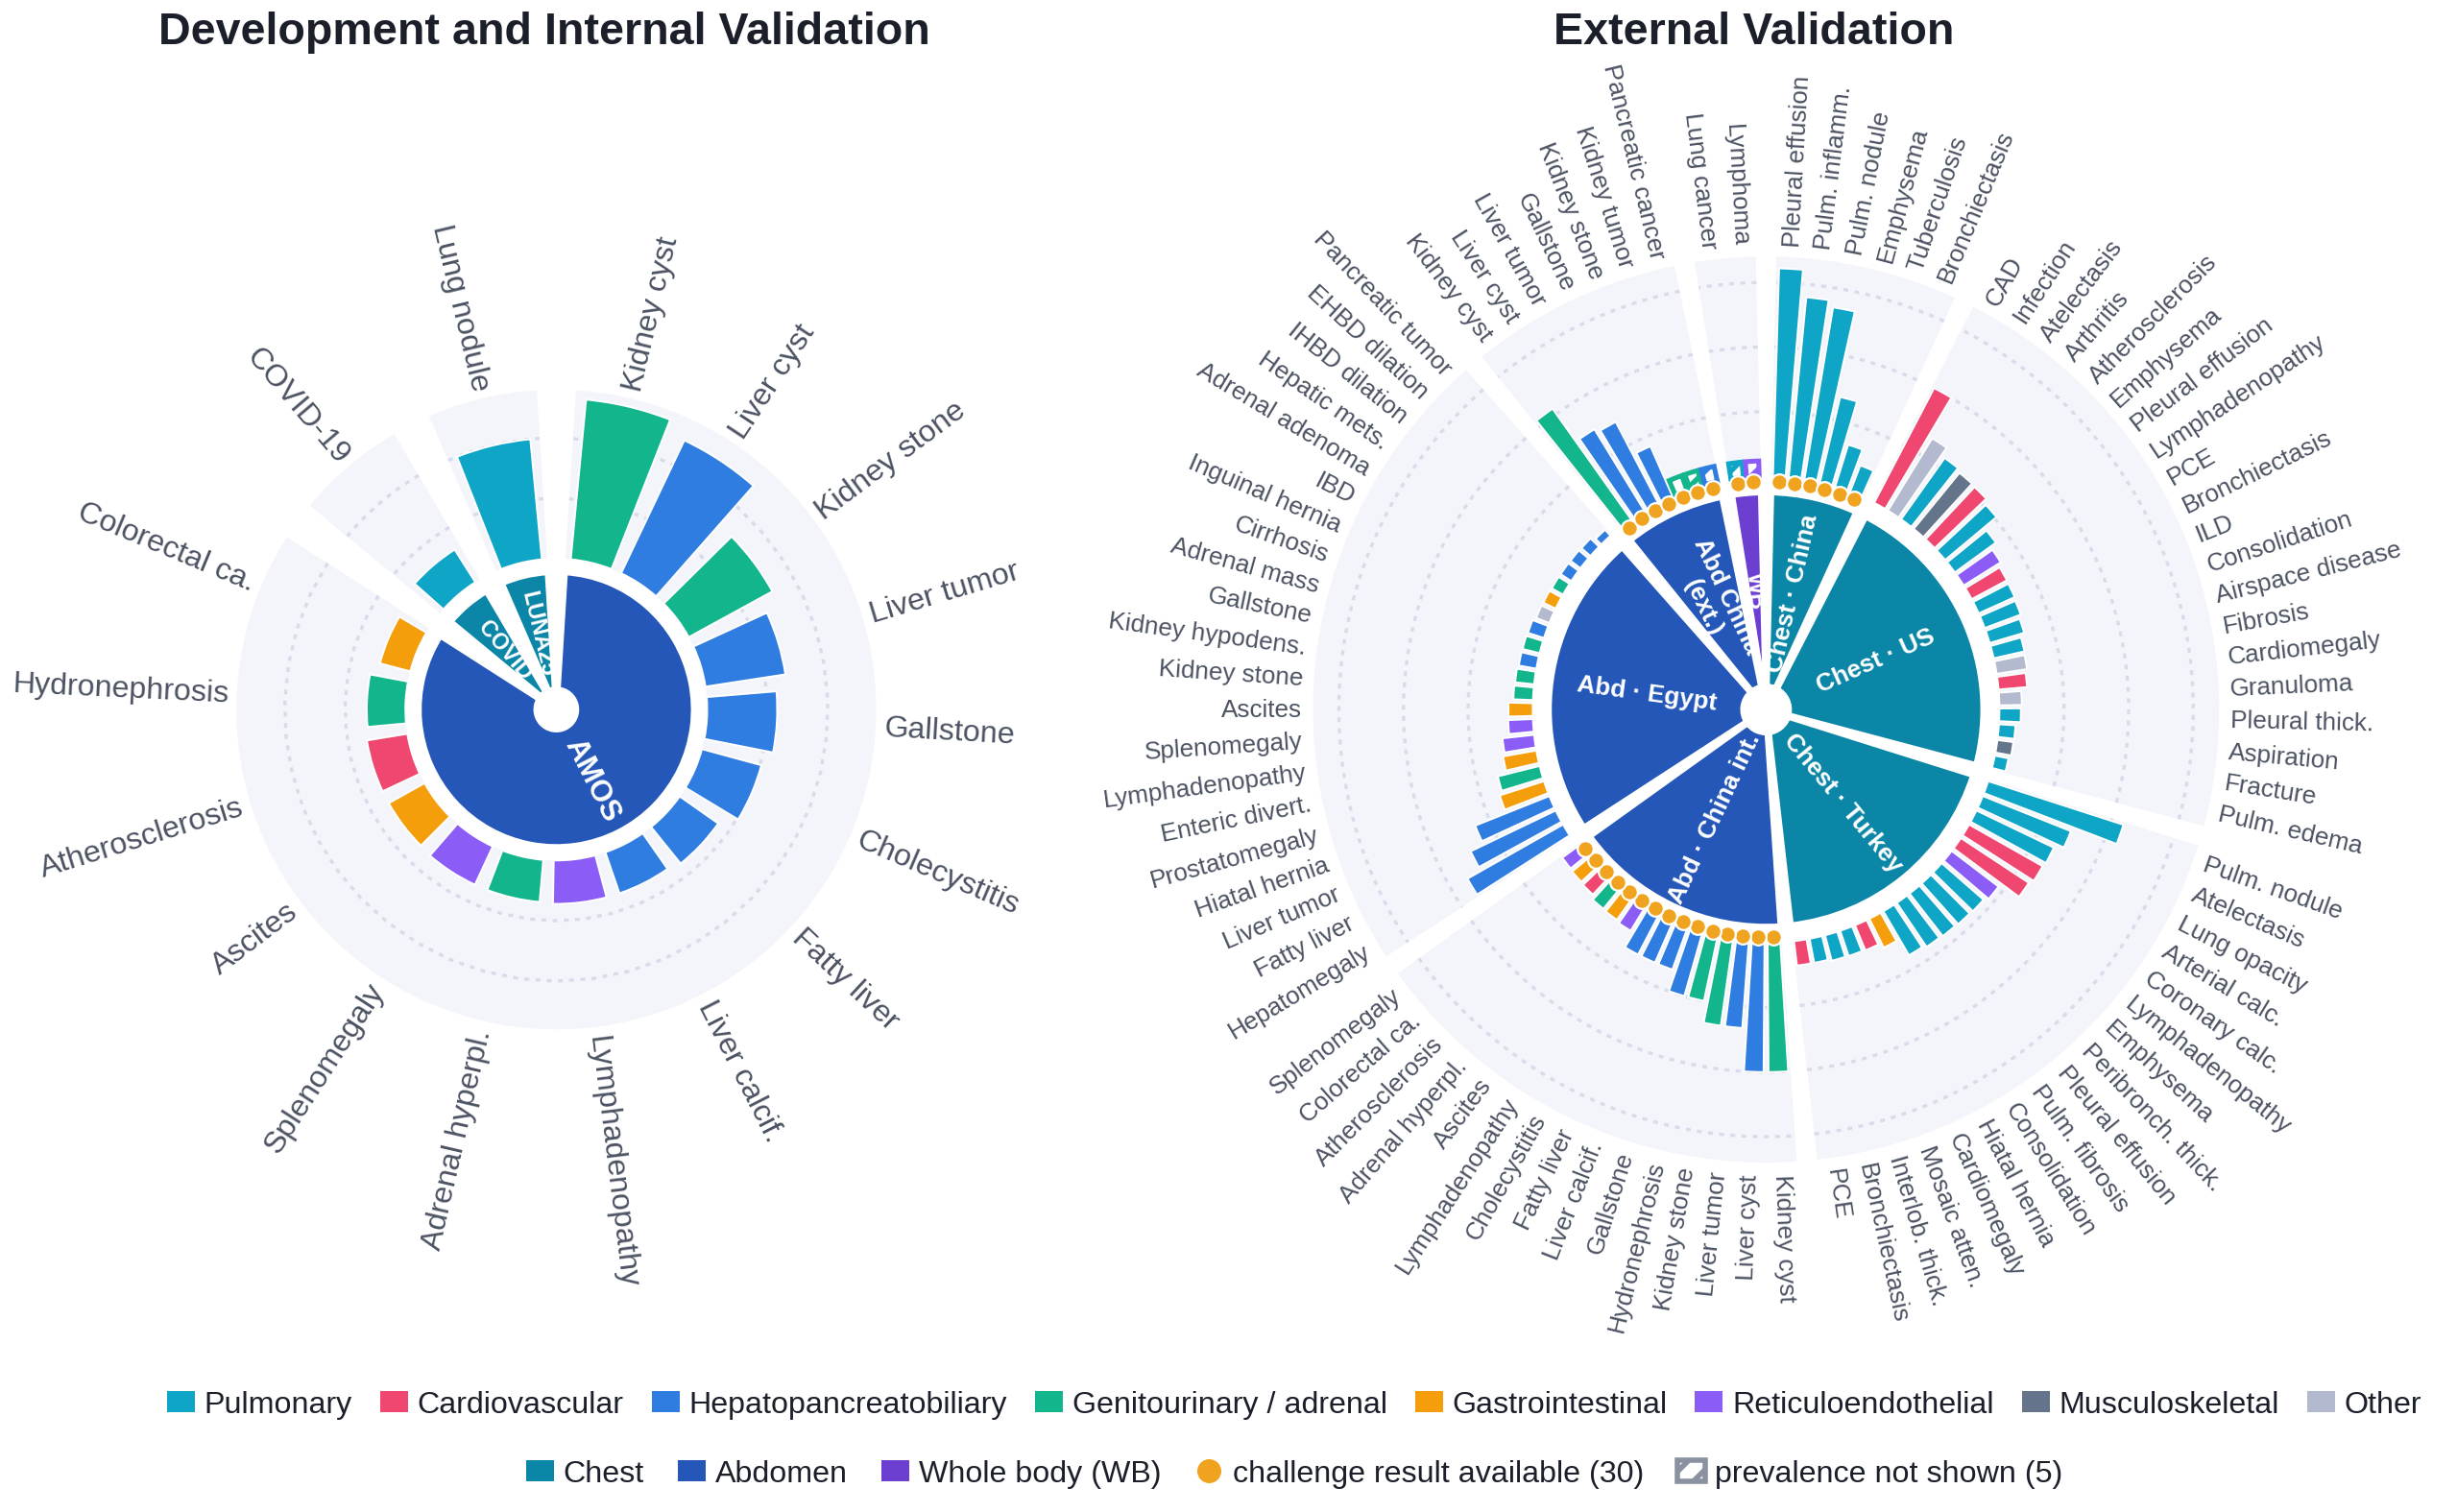 Development and Internal Validation
Kidney cyst
Liver cyst
Kidney stone
Liver tumor
Gallstone
Cholecystitis
Fatty liver
Liver calcif.
Lymphadenopathy
Adrenal hyperpl.
Splenomegaly
Ascites
Atherosclerosis
Hydronephrosis
Colorectal ca.
COVID-19
Lung nodule
AMOS
COVID
LUNA25
External Validation
Pleural effusion
Pulm. inflamm.
Pulm. nodule
Emphysema
Tuberculosis
Bronchiectasis
CAD
Infection
Atelectasis
Arthritis
Atherosclerosis
Emphysema
Pleural effusion
Lymphadenopathy
PCE
Bronchiectasis
ILD
Consolidation
Airspace disease
Fibrosis
Cardiomegaly
Granuloma
Pleural thick.
Aspiration
Fracture
Pulm. edema
Pulm. nodule
Atelectasis
Lung opacity
Arterial calc.
Coronary calc.
Lymphadenopathy
Emphysema
Peribronch. thick.
Pleural effusion
Pulm. fibrosis
Consolidation
Hiatal hernia
Cardiomegaly
Mosaic atten.
Interlob. thick.
Bronchiectasis
PCE
Kidney cyst
Liver cyst
Liver tumor
Kidney stone
Hydronephrosis
Gallstone
Liver calcif.
Fatty liver
Cholecystitis
Lymphadenopathy
Ascites
Adrenal hyperpl.
Atherosclerosis
Colorectal ca.
Splenomegaly
Hepatomegaly
Fatty liver
Liver tumor
Hiatal hernia
Prostatomegaly
Enteric divert.
Lymphadenopathy
Splenomegaly
Ascites
Kidney stone
Kidney hypodens.
Gallstone
Adrenal mass
Cirrhosis
Inguinal hernia
IBD
Adrenal adenoma
Hepatic mets.
IHBD dilation
EHBD dilation
Pancreatic tumor
Kidney cyst
Liver cyst
Liver tumor
Gallstone
Kidney stone
Kidney tumor
Pancreatic cancer
Lung cancer
Lymphoma
Chest · China
Chest · US
Chest · Turkey
Abd · China int.
Abd · Egypt
Abd China
(ext.)
WB
Pulmonary
Cardiovascular
Hepatopancreatobiliary
Genitourinary / adrenal
Gastrointestinal
Reticuloendothelial
Musculoskeletal
Other
Chest
Abdomen
Whole body (WB)
challenge result available (30)
prevalence not shown (5)